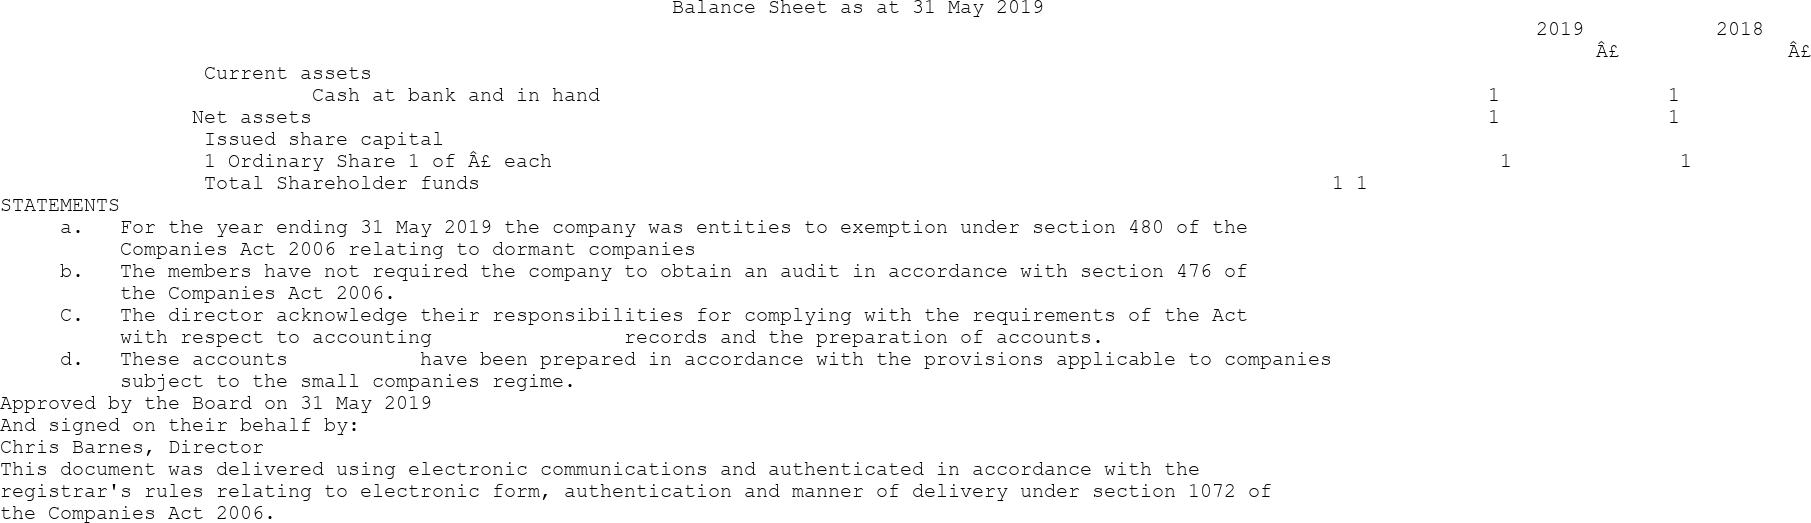 Balance Sheet as at 31 May 2019
2019 2018
Â£ Â£
Current assets
Cash at bank and in hand 1 1
Net assets 1 1
Issued share capital
1 Ordinary Share 1 of Â£ each 1 1
Total Shareholder funds 1 1
STATEMENTS
a. For the year ending 31 May 2019 the company was entities to exemption under section 480 of the
Companies Act 2006 relating to dormant companies
b. The members have not required the company to obtain an audit in accordance with section 476 of
the Companies Act 2006.
C. The director acknowledge their responsibilities for complying with the requirements of the Act
with respect to accounting records and the preparation of accounts.
d. These accounts have been prepared in accordance with the provisions applicable to companies
subject to the small companies regime.
Approved by the Board on 31 May 2019
And signed on their behalf by:
Chris Barnes, Director
This document was delivered using electronic communications and authenticated in accordance with the
registrar's rules relating to electronic form, authentication and manner of delivery under section 1072 of
the Companies Act 2006.